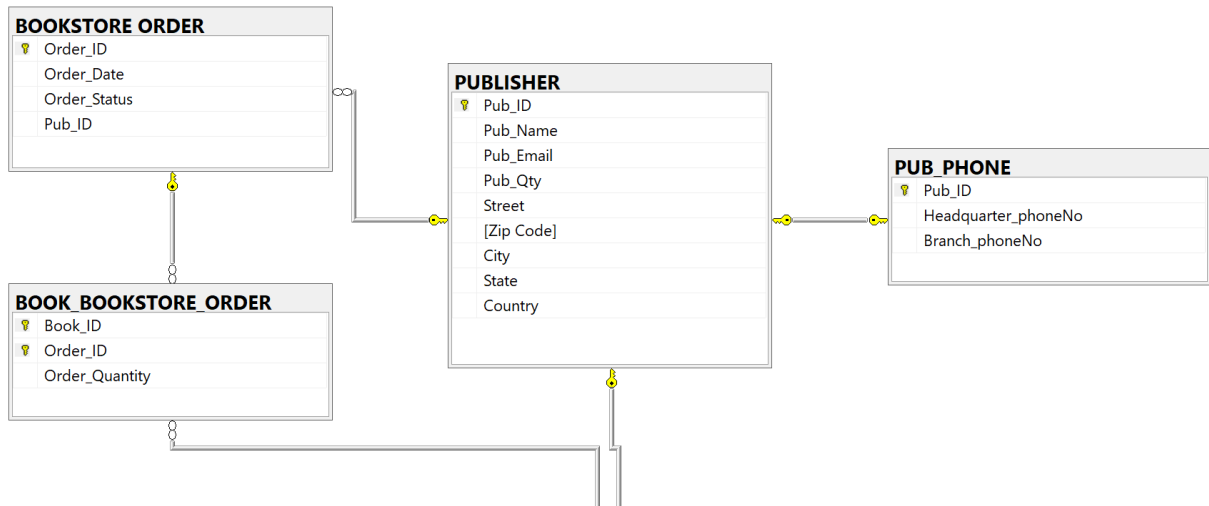 BOOKSTORE ORDER
Order_ID
Order_Date
Order_Status
Pub_ID
PUBLISHER
Pub_ID
Pub_Name
Pub_Email
Pub_Qty
Street
[Zip Code]
City
State
Country
PUB_PHONE
Pub_ID
Headquarter_phoneNo
Branch_phoneNo
BOOK_BOOKSTORE_ORDER
Book_ID
Order_ID
Order_Quantity